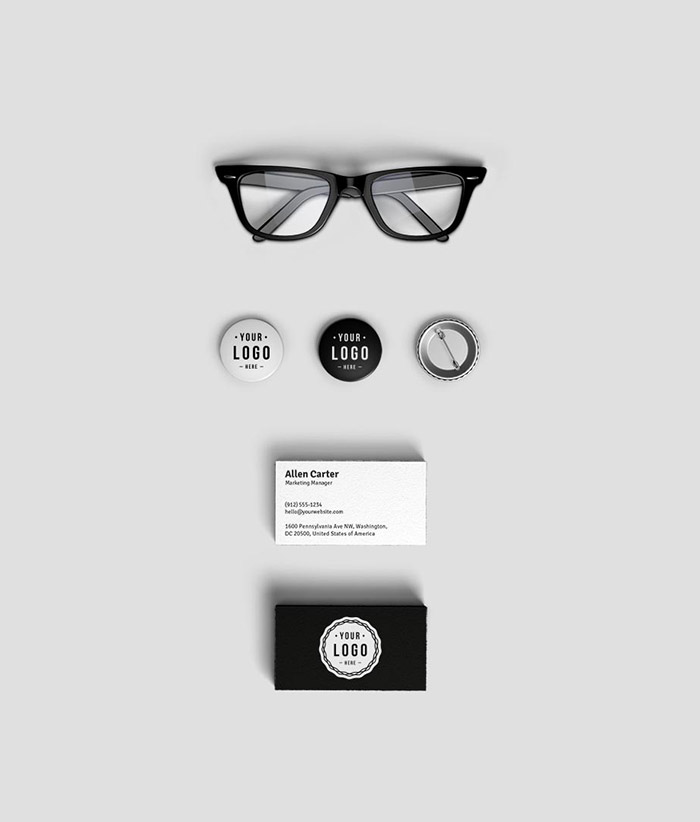 • YOUR •
LOGO
– HERE –
• YOUR •
LOGO
– HERE –
Allen Carter
Marketing Manager
(912) 555-1234
hello@yourwebsite.com
1600 Pennsylvania Ave NW, Washington,
DC 20500, United States of America
• YOUR •
LOGO
– HERE –